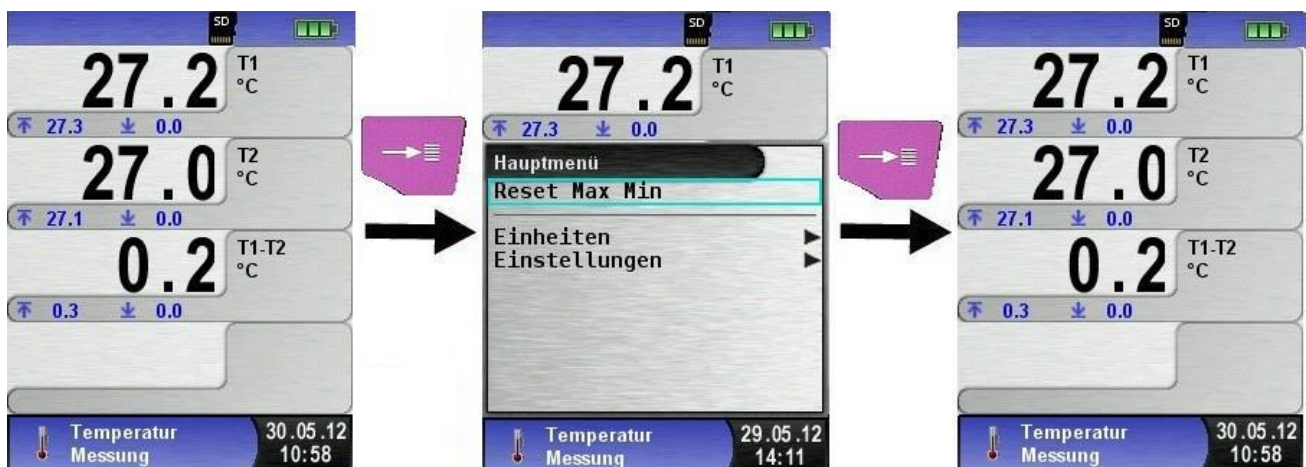 SD
27.2 T1
°C
27.3 0.0
27.0 T2
°C
27.1 0.0
0.2 T1-T2
°C
0.3 0.0
Temperatur 30.05.12
Messung 10:58
SD
27.2 T1
°C
27.3 0.0
Hauptmenü
Reset Max Min
Einheiten
Einstellungen
Temperatur 29.05.12
Messung 14:11
SD
27.2 T1
°C
27.3 0.0
27.0 T2
°C
27.1 0.0
0.2 T1-T2
°C
0.3 0.0
Temperatur 30.05.12
Messung 10:58